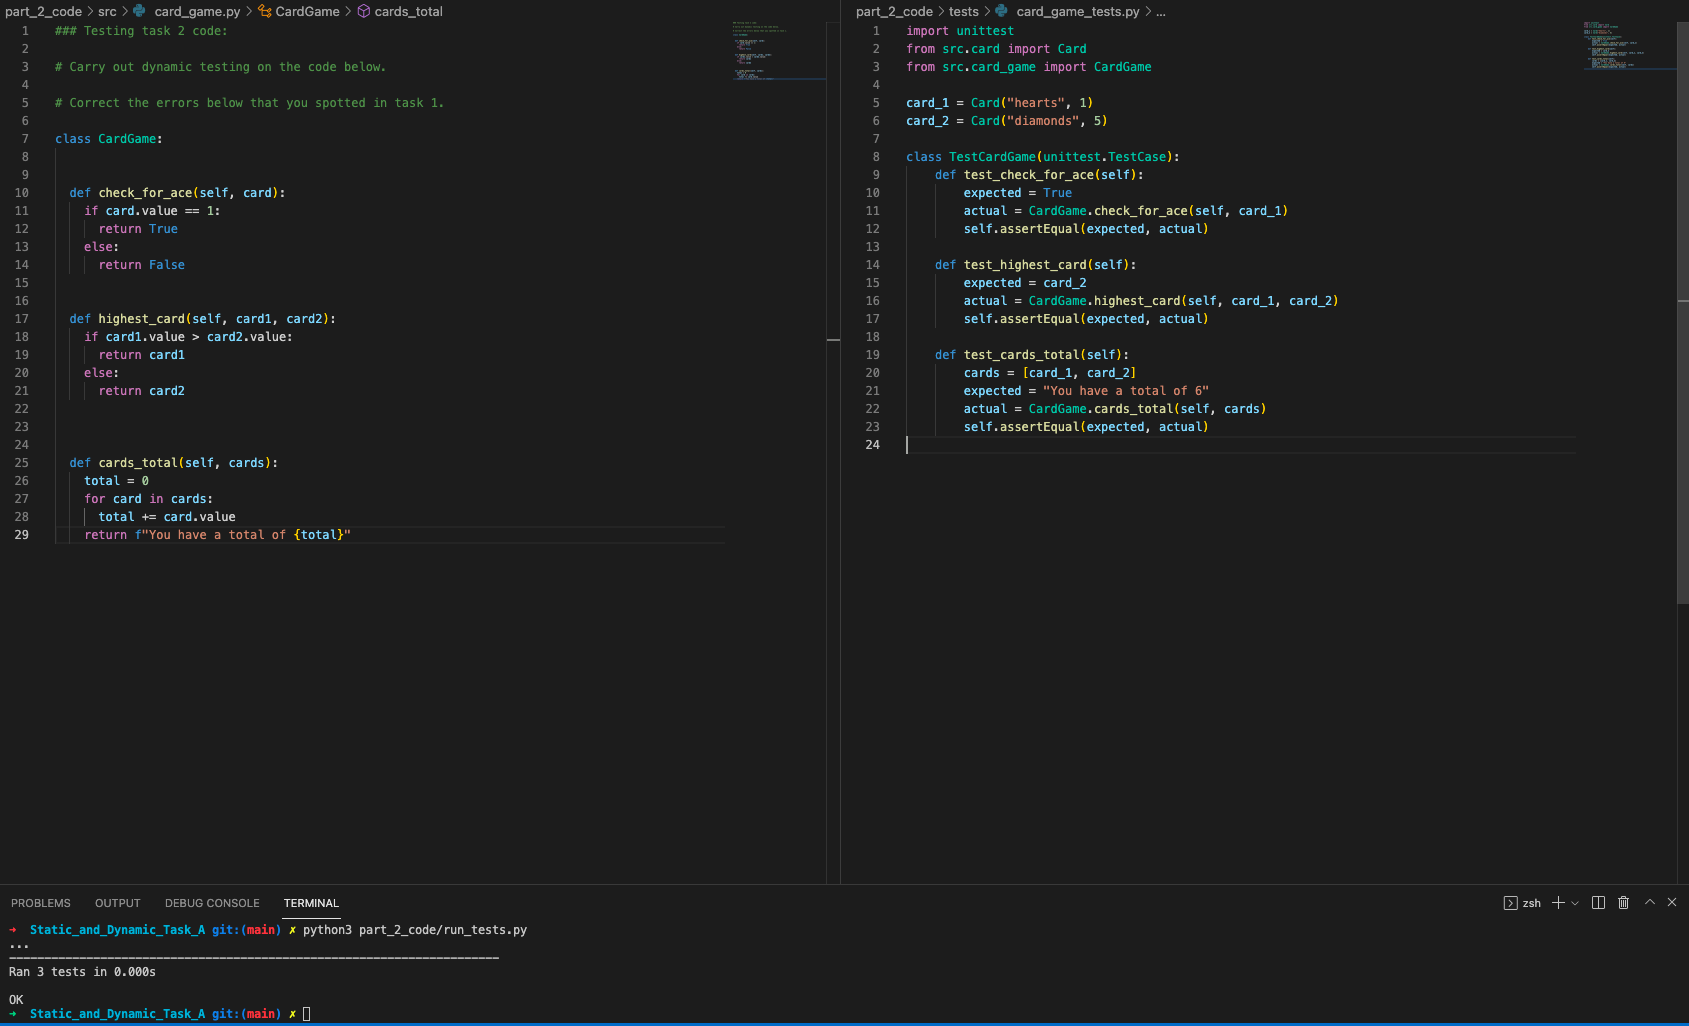 part_2_code > src > card_game.py > CardGame > cards_total
1 ### Testing task 2 code:
2
3 # Carry out dynamic testing on the code below.
4
5 # Correct the errors below that you spotted in task 1.
6
7 class CardGame:
8
9
10 def check_for_ace(self, card):
11 if card.value == 1:
12 return True
13 else:
14 return False
15
16
17 def highest_card(self, card1, card2):
18 if card1.value > card2.value:
19 return card1
20 else:
21 return card2
22
23
24
25 def cards_total(self, cards):
26 total = 0
27 for card in cards:
28 total += card.value
29 return f"You have a total of {total}"
part_2_code > tests > card_game_tests.py > ...
1 import unittest
2 from src.card import Card
3 from src.card_game import CardGame
4
5 card_1 = Card("hearts", 1)
6 card_2 = Card("diamonds", 5)
7
8 class TestCardGame(unittest.TestCase):
9 def test_check_for_ace(self):
10 expected = True
11 actual = CardGame.check_for_ace(self, card_1)
12 self.assertEqual(expected, actual)
13
14 def test_highest_card(self):
15 expected = card_2
16 actual = CardGame.highest_card(self, card_1, card_2)
17 self.assertEqual(expected, actual)
18
19 def test_cards_total(self):
20 cards = [card_1, card_2]
21 expected = "You have a total of 6"
22 actual = CardGame.cards_total(self, cards)
23 self.assertEqual(expected, actual)
24
PROBLEMS OUTPUT DEBUG CONSOLE TERMINAL zsh
→ Static_and_Dynamic_Task_A git:(main) ✗ python3 part_2_code/run_tests.py
...
----------------------------------------------------------------------
Ran 3 tests in 0.000s
OK
→ Static_and_Dynamic_Task_A git:(main) ✗